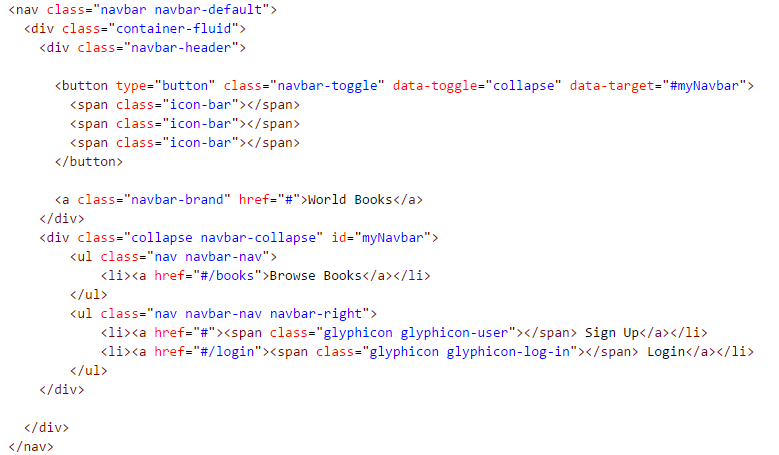 <nav class="navbar navbar-default">
  <div class="container-fluid">
    <div class="navbar-header">
      <button type="button" class="navbar-toggle" data-toggle="collapse" data-target="#myNavbar">
        <span class="icon-bar"></span>
        <span class="icon-bar"></span>
        <span class="icon-bar"></span>
      </button>
      <a class="navbar-brand" href="#">World Books</a>
    </div>
    <div class="collapse navbar-collapse" id="myNavbar">
        <ul class="nav navbar-nav">
            <li><a href="#/books">Browse Books</a></li>
        </ul>
        <ul class="nav navbar-nav navbar-right">
            <li><a href="#"><span class="glyphicon glyphicon-user"></span> Sign Up</a></li>
            <li><a href="#/login"><span class="glyphicon glyphicon-log-in"></span> Login</a></li>
        </ul>
    </div>
  </div>
</nav>